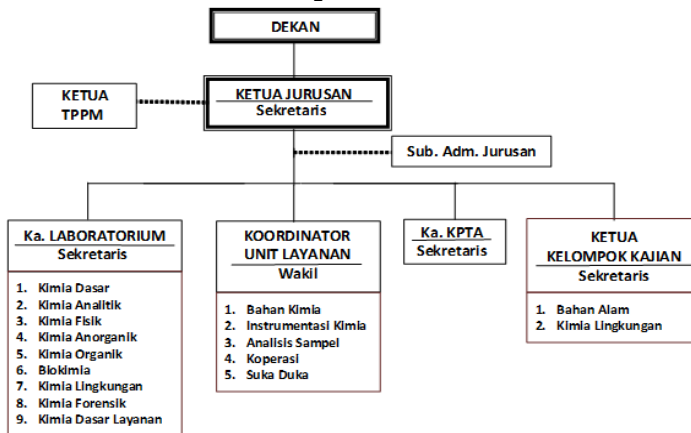 DEKAN
KETUA JURUSAN
Sekretaris
KETUA
TPPM
Sub. Adm. Jurusan
Ka. LABORATORIUM
Sekretaris
1. Kimia Dasar
2. Kimia Analitik
3. Kimia Fisik
4. Kimia Anorganik
5. Kimia Organik
6. Biokimia
7. Kimia Lingkungan
8. Kimia Forensik
9. Kimia Dasar Layanan
KOORDINATOR
UNIT LAYANAN
Wakil
1. Bahan Kimia
2. Instrumentasi Kimia
3. Analisis Sampel
4. Koperasi
5. Suka Duka
Ka. KPTA
Sekretaris
KETUA
KELOMPOK KAJIAN
Sekretaris
1. Bahan Alam
2. Kimia Lingkungan